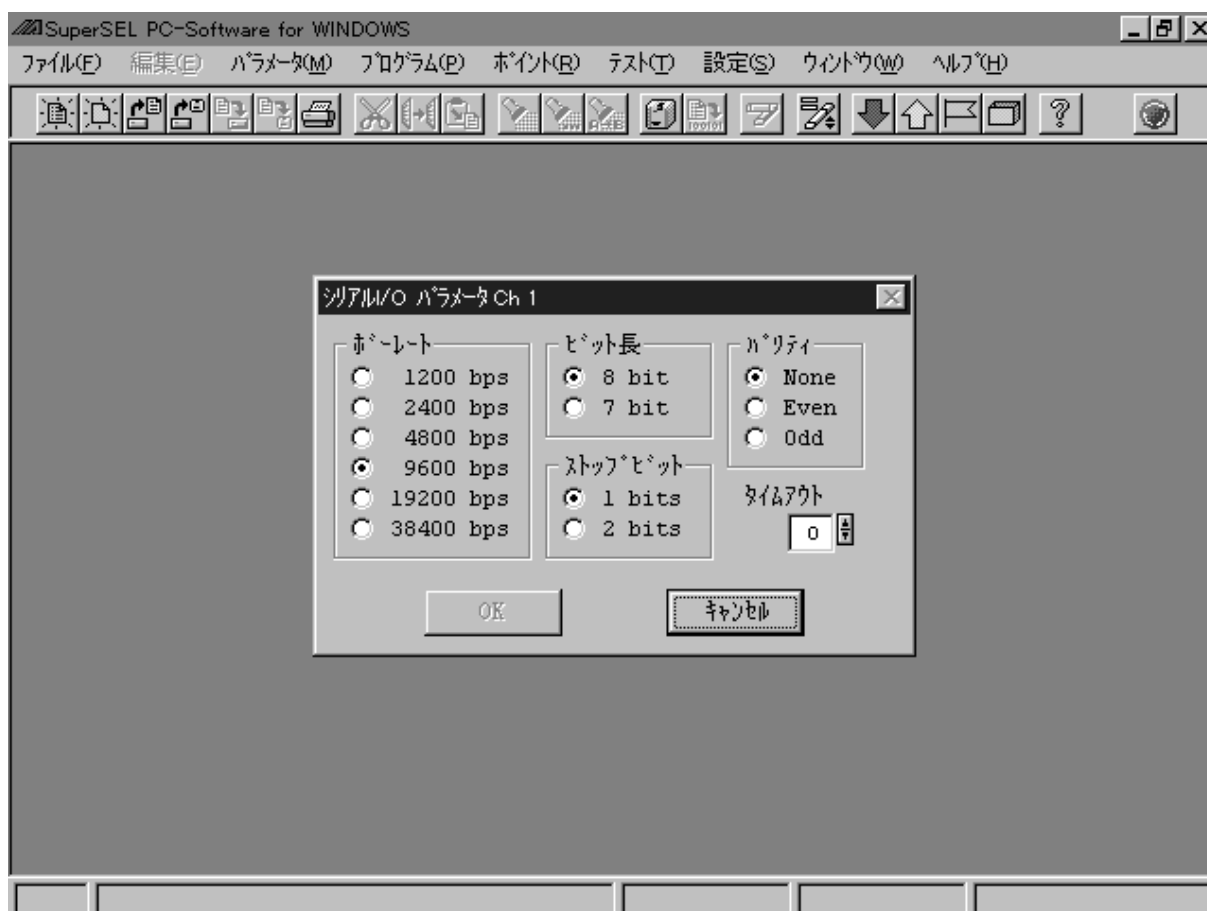 SuperSEL PC-Software for WINDOWS
ﾌｧｲﾙ(F) 編集(E) ﾊﾟﾗﾒｰﾀ(M) ﾌﾟﾛｸﾞﾗﾑ(P) ﾎﾟｲﾝﾄ(R) ﾃｽﾄ(T) 設定(S) ｳｨﾝﾄﾞｳ(W) ﾍﾙﾌﾟ(H)
ｼﾘｱﾙI/O ﾊﾟﾗﾒｰﾀ Ch 1
ﾎﾞｰﾚｰﾄ
1200 bps
2400 bps
4800 bps
9600 bps
19200 bps
38400 bps
ﾋﾞｯﾄ長
8 bit
7 bit
ｽﾄｯﾌﾟﾋﾞｯﾄ
1 bits
2 bits
ﾊﾟﾘﾃｨ
None
Even
Odd
ﾀｲﾑｱｳﾄ
0
OK
ｷｬﾝｾﾙ